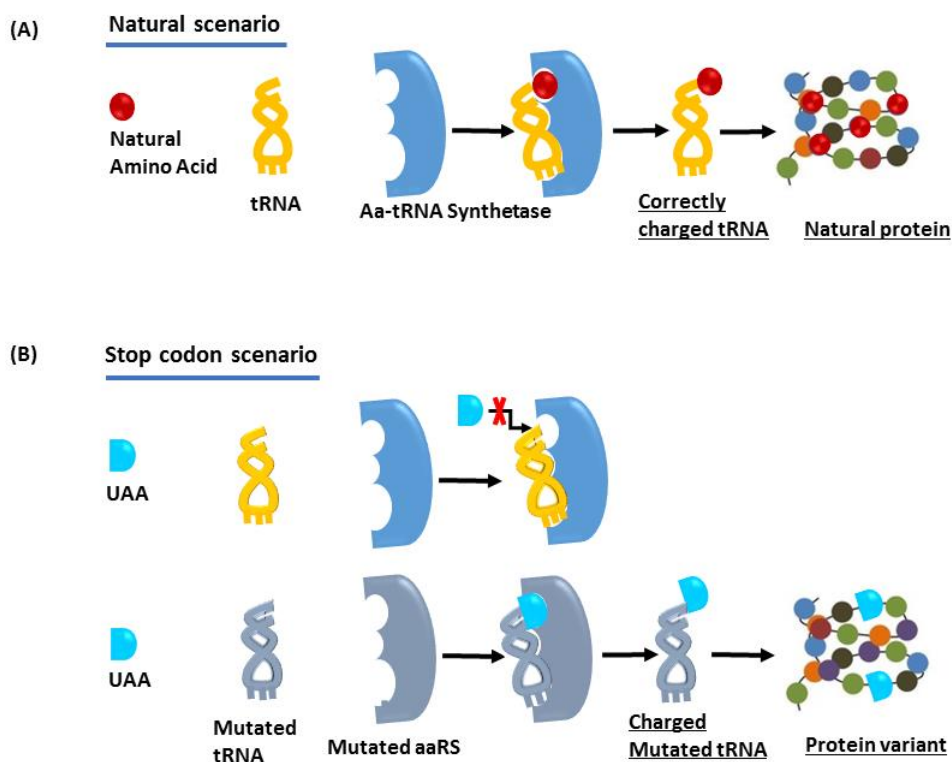 (A)
Natural scenario
Natural
Amino Acid
tRNA
Aa-tRNA Synthetase
Correctly
charged tRNA
Natural protein
(B)
Stop codon scenario
UAA
UAA
Mutated
tRNA
Mutated aaRS
Charged
Mutated tRNA
Protein variant